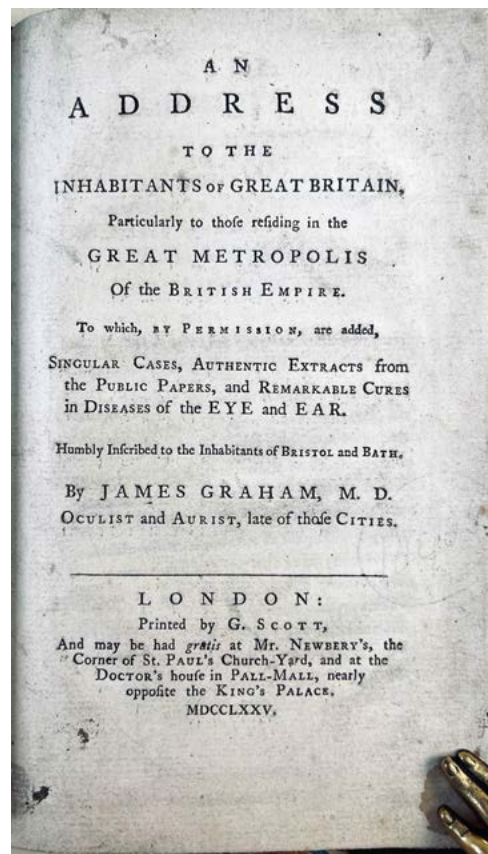 AN
ADDRESS
TO THE
INHABITANTS OF GREAT BRITAIN,
Particularly to thoſe reſiding in the
GREAT METROPOLIS
Of the BRITISH EMPIRE.
To which, BY PERMISSION, are added,
SINGULAR CASES, AUTHENTIC EXTRACTS from
the PUBLIC PAPERS, and REMARKABLE CURES
in DISEASES of the EYE and EAR.
Humbly Inſcribed to the Inhabitants of BRISTOL and BATH.
By JAMES GRAHAM, M. D.
OCULIST and AURIST, late of thoſe CITIES.
LONDON:
Printed by G. SCOTT,
And may be had gratis at Mr. NEWBERY'S, the
Corner of St. PAUL'S Church-Yard, and at the
DOCTOR'S houſe in PALL-MALL, nearly
oppoſite the KING'S PALACE.
MDCCLXXV.